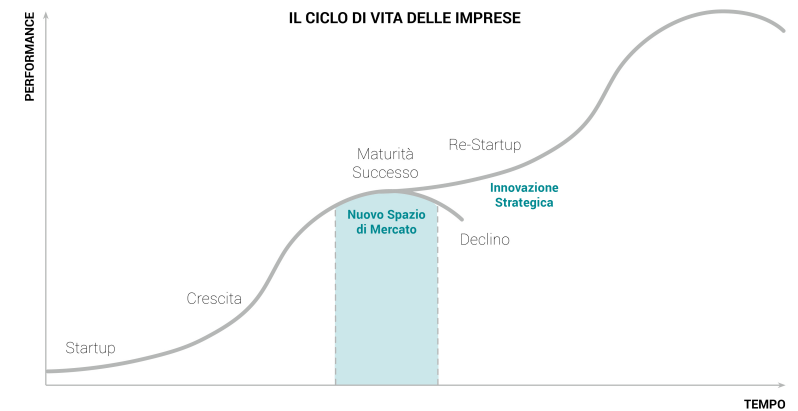 IL CICLO DI VITA DELLE IMPRESE
PERFORMANCE
Re-Startup
Maturità
Successo
Innovazione
Strategica
Nuovo Spazio
di Mercato
Declino
Crescita
Startup
TEMPO